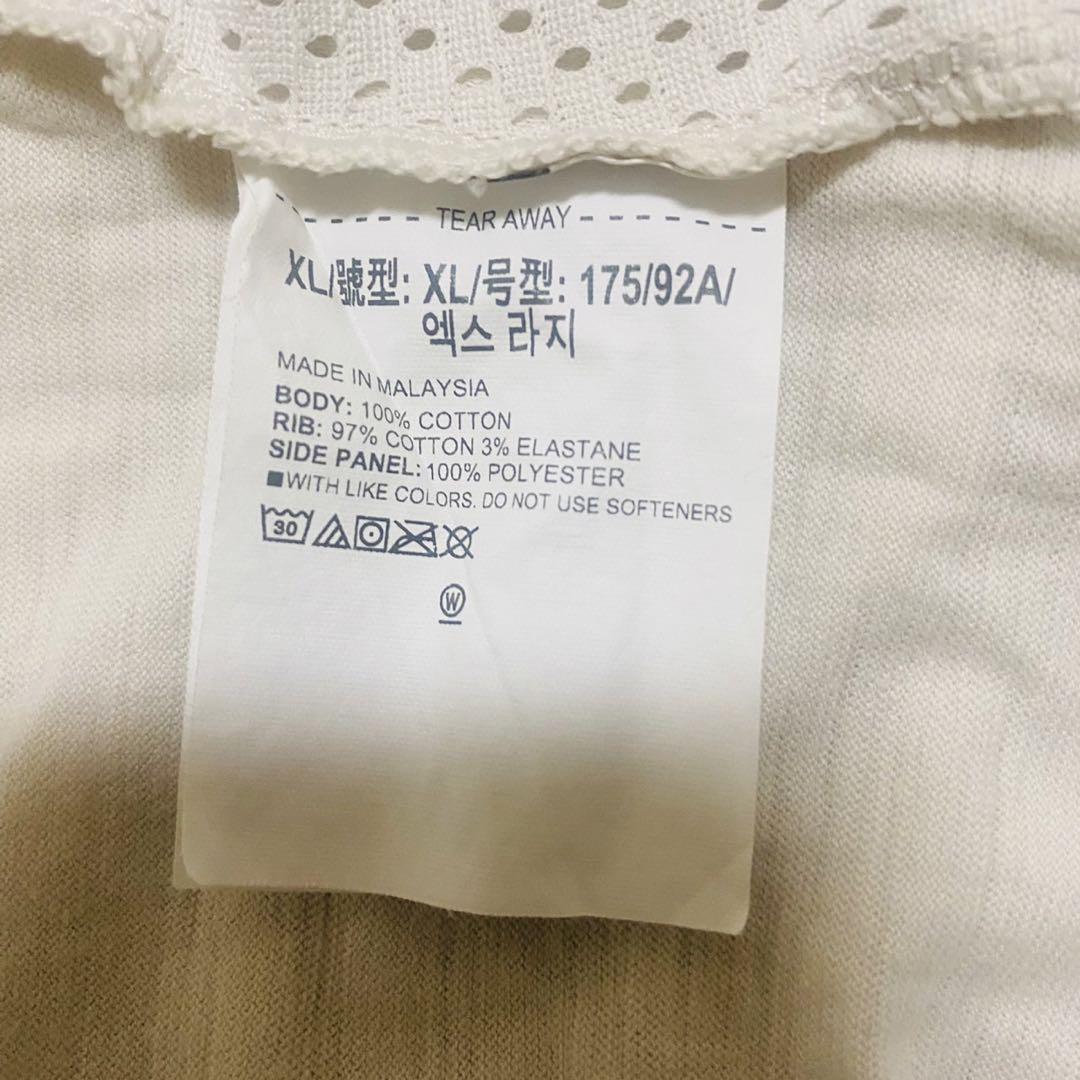 TEAR AWAY
XL/號型: XL/号型: 175/92A/
엑스 라지
MADE IN MALAYSIA
BODY: 100% COTTON
RIB: 97% COTTON 3% ELASTANE
SIDE PANEL: 100% POLYESTER
WITH LIKE COLORS. DO NOT USE SOFTENERS
30
W